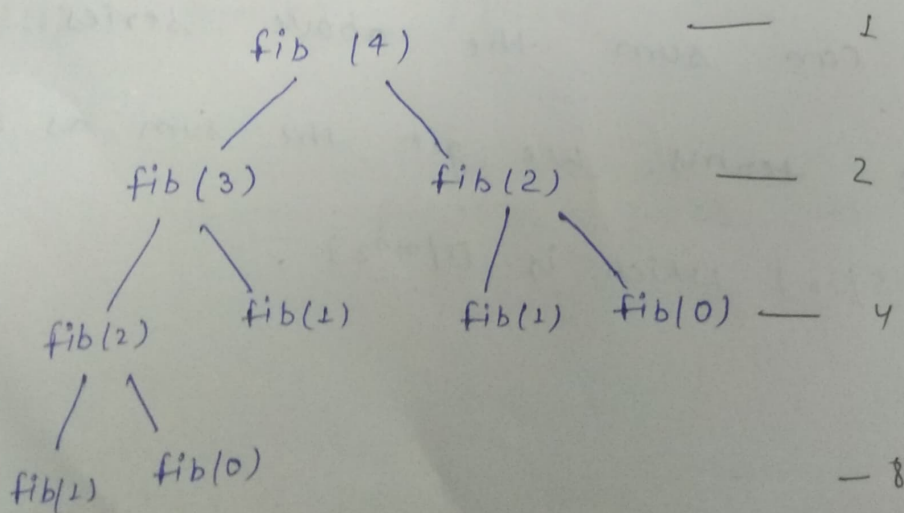 fib (4) — 1
fib (3) fib (2) — 2
fib (2) fib (1) fib (1) fib (0) — 4
fib (1) fib (0) - 8